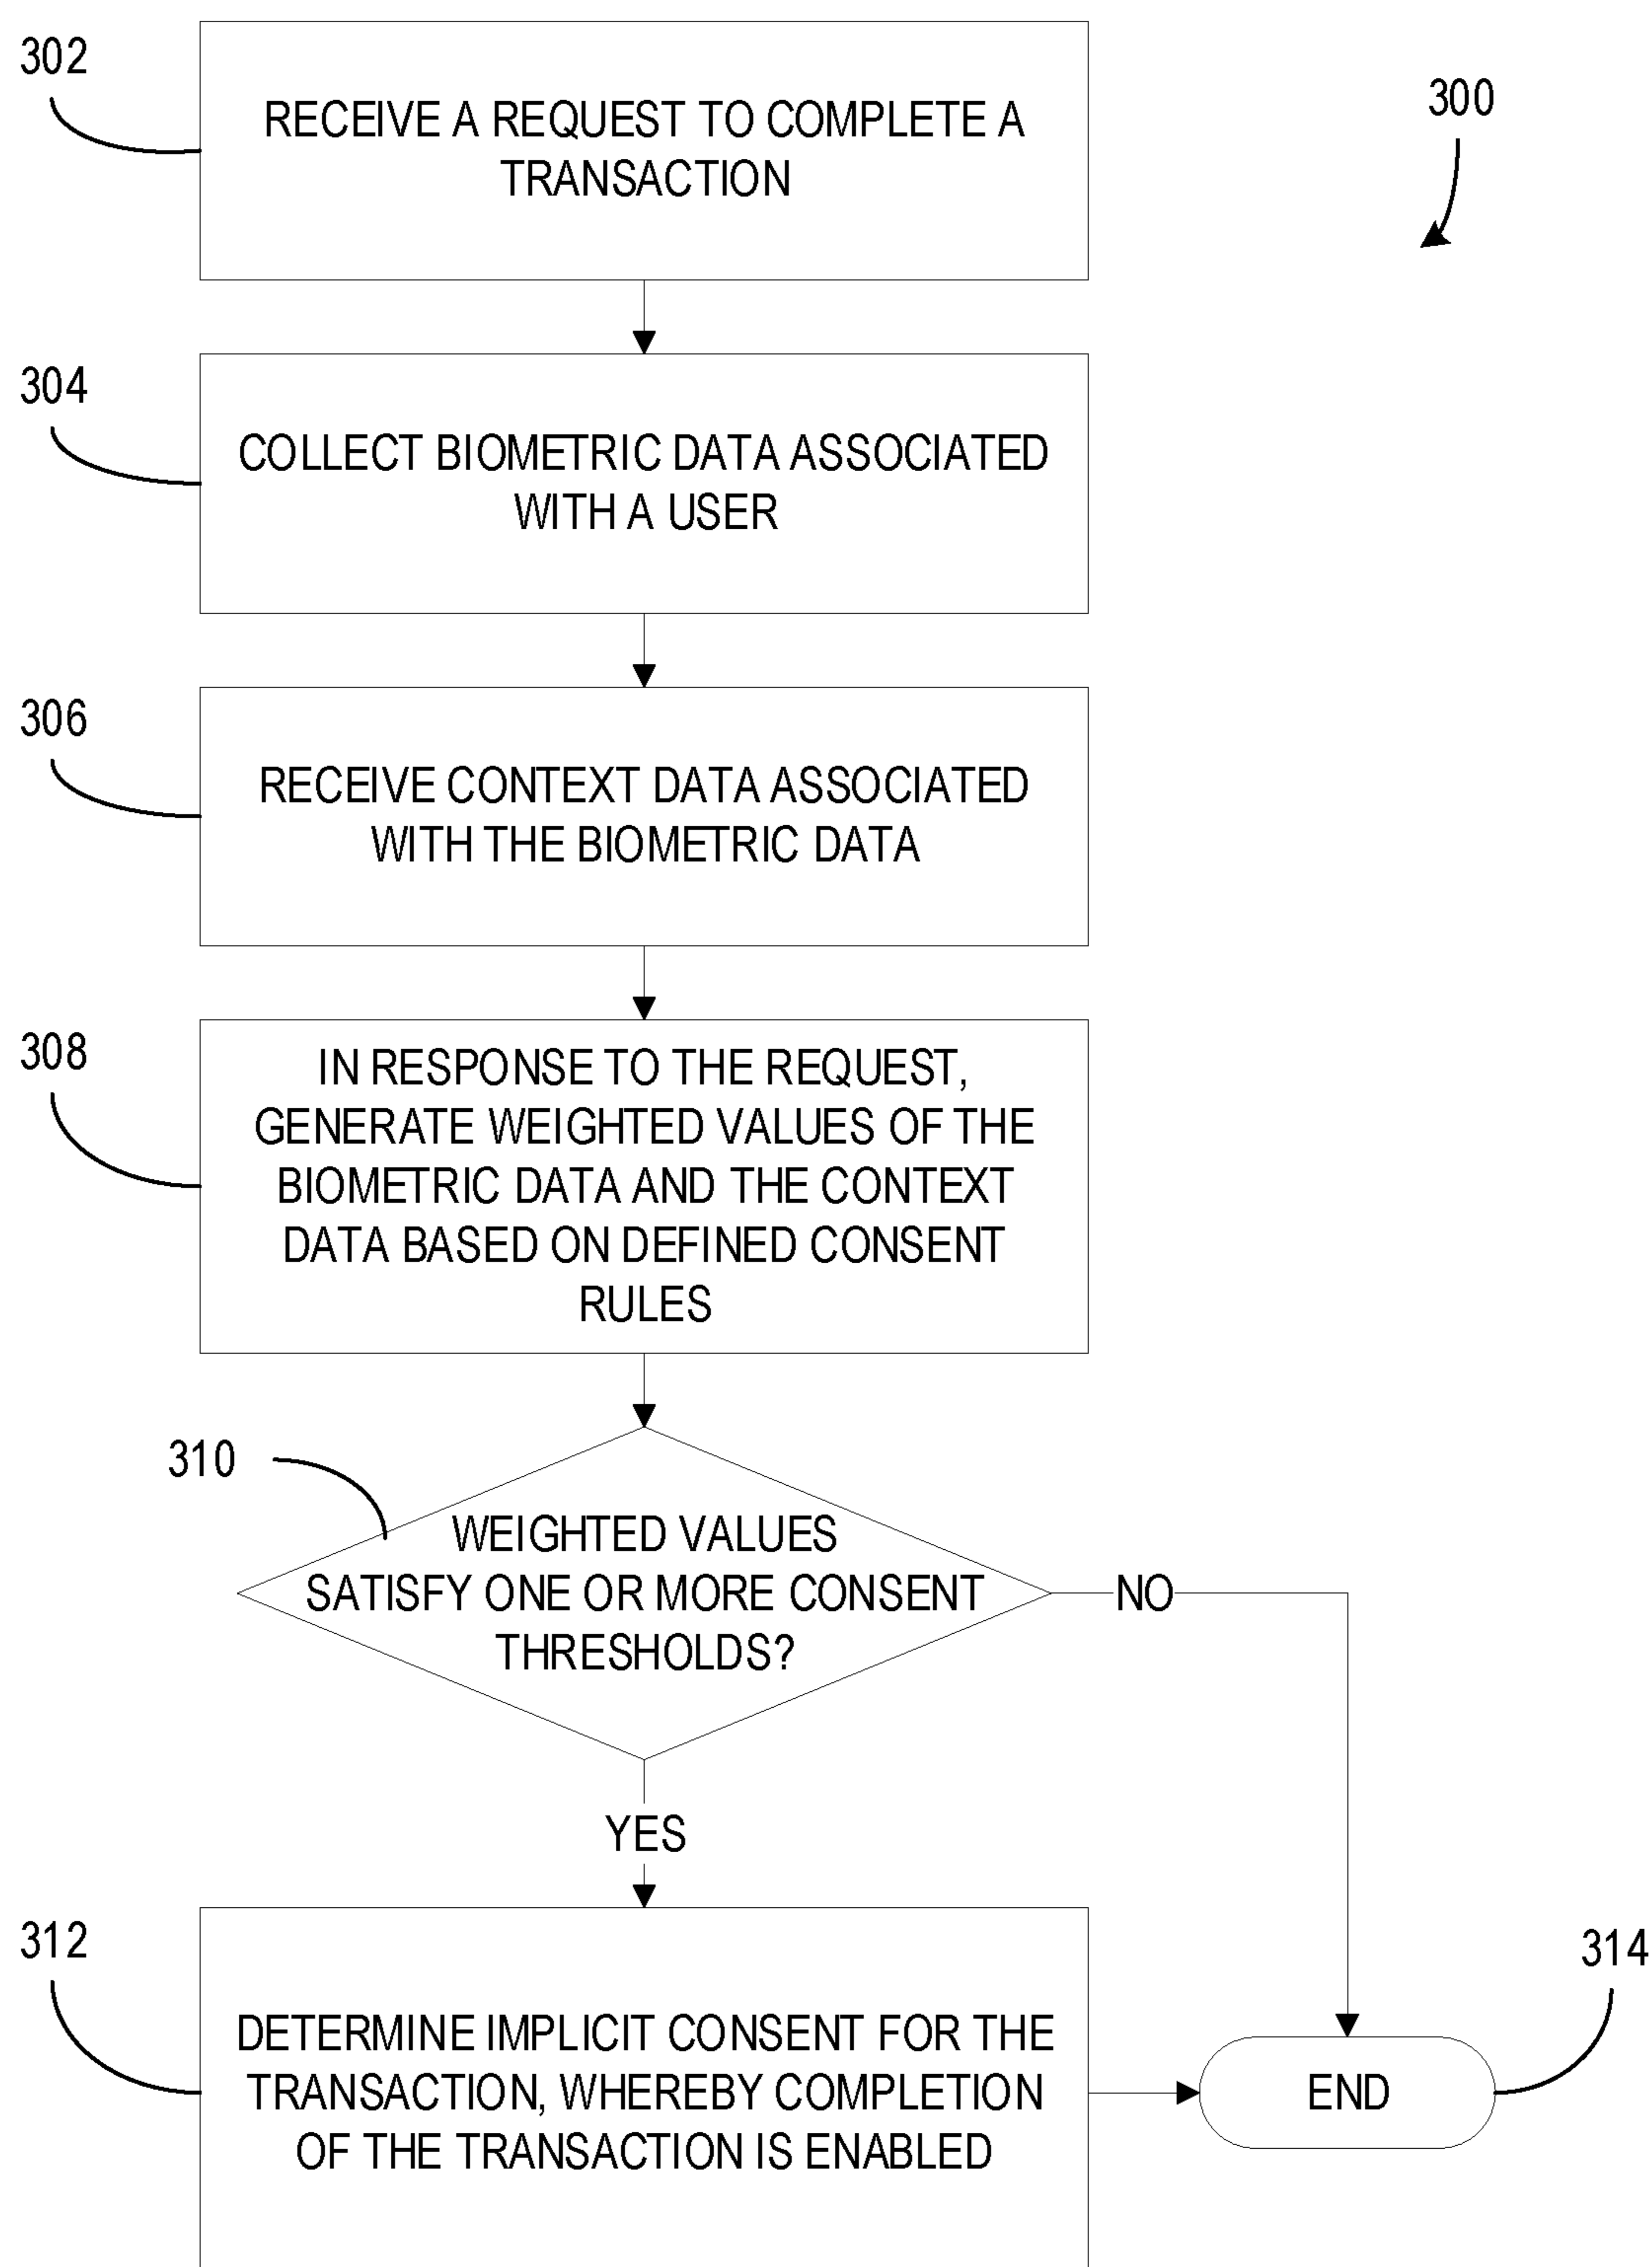 302
RECEIVE A REQUEST TO COMPLETE A
TRANSACTION
300
304
COLLECT BIOMETRIC DATA ASSOCIATED
WITH A USER
306
RECEIVE CONTEXT DATA ASSOCIATED
WITH THE BIOMETRIC DATA
308
IN RESPONSE TO THE REQUEST,
GENERATE WEIGHTED VALUES OF THE
BIOMETRIC DATA AND THE CONTEXT
DATA BASED ON DEFINED CONSENT
RULES
310
WEIGHTED VALUES
SATISFY ONE OR MORE CONSENT
THRESHOLDS?
NO
YES
312
DETERMINE IMPLICIT CONSENT FOR THE
TRANSACTION, WHEREBY COMPLETION
OF THE TRANSACTION IS ENABLED
314
END